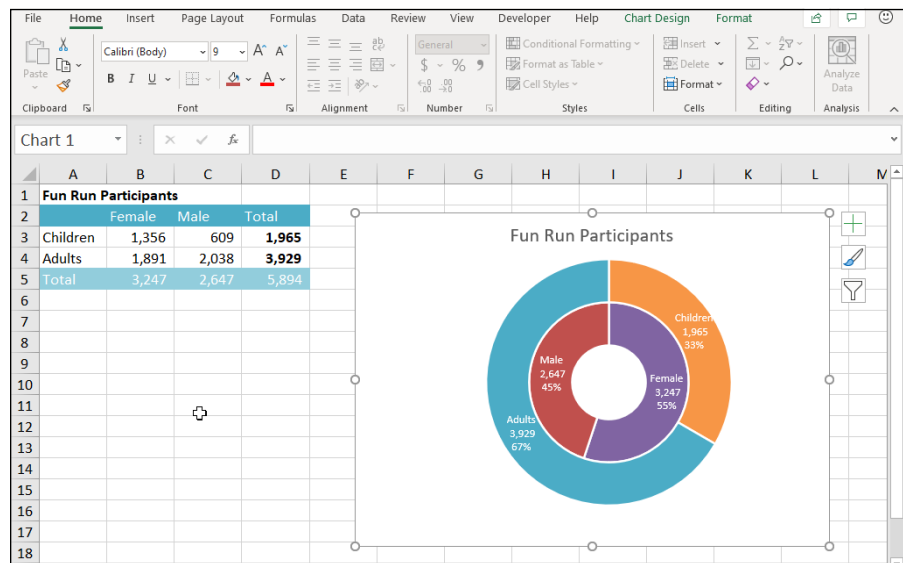 File Home Insert Page Layout Formulas Data Review View Developer Help Chart Design Format
Calibri (Body) 9 A A ab General Conditional Formatting Insert Σ
Paste B I U A $ % 9 Format as Table Delete Analyze
Cell Styles Format Data
Clipboard Font Alignment Number Styles Cells Editing Analysis
Chart 1 fx
A B C D E F G H I J K L M
1 Fun Run Participants
2 Female Male Total
3 Children 1,356 609 1,965
4 Adults 1,891 2,038 3,929
5 Total 3,247 2,647 5,894
6
7
8
9
10
11
12
13
14
15
16
17
18
Fun Run Participants
Children
1,965
33%
Male
2,647
45%
Female
3,247
55%
Adults
3,929
67%